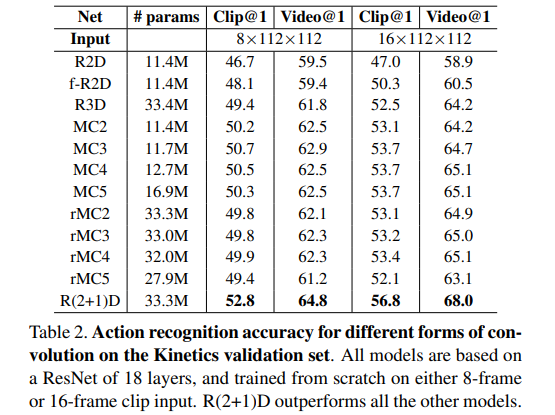 Net # params Clip@1 Video@1 Clip@1 Video@1
Input 8×112×112 16×112×112
R2D 11.4M 46.7 59.5 47.0 58.9
f-R2D 11.4M 48.1 59.4 50.3 60.5
R3D 33.4M 49.4 61.8 52.5 64.2
MC2 11.4M 50.2 62.5 53.1 64.2
MC3 11.7M 50.7 62.9 53.7 64.7
MC4 12.7M 50.5 62.5 53.7 65.1
MC5 16.9M 50.3 62.5 53.7 65.1
rMC2 33.3M 49.8 62.1 53.1 64.9
rMC3 33.0M 49.8 62.3 53.2 65.0
rMC4 32.0M 49.9 62.3 53.4 65.1
rMC5 27.9M 49.4 61.2 52.1 63.1
R(2+1)D 33.3M 52.8 64.8 56.8 68.0
Table 2. Action recognition accuracy for different forms of con-
volution on the Kinetics validation set. All models are based on
a ResNet of 18 layers, and trained from scratch on either 8-frame
or 16-frame clip input. R(2+1)D outperforms all the other models.